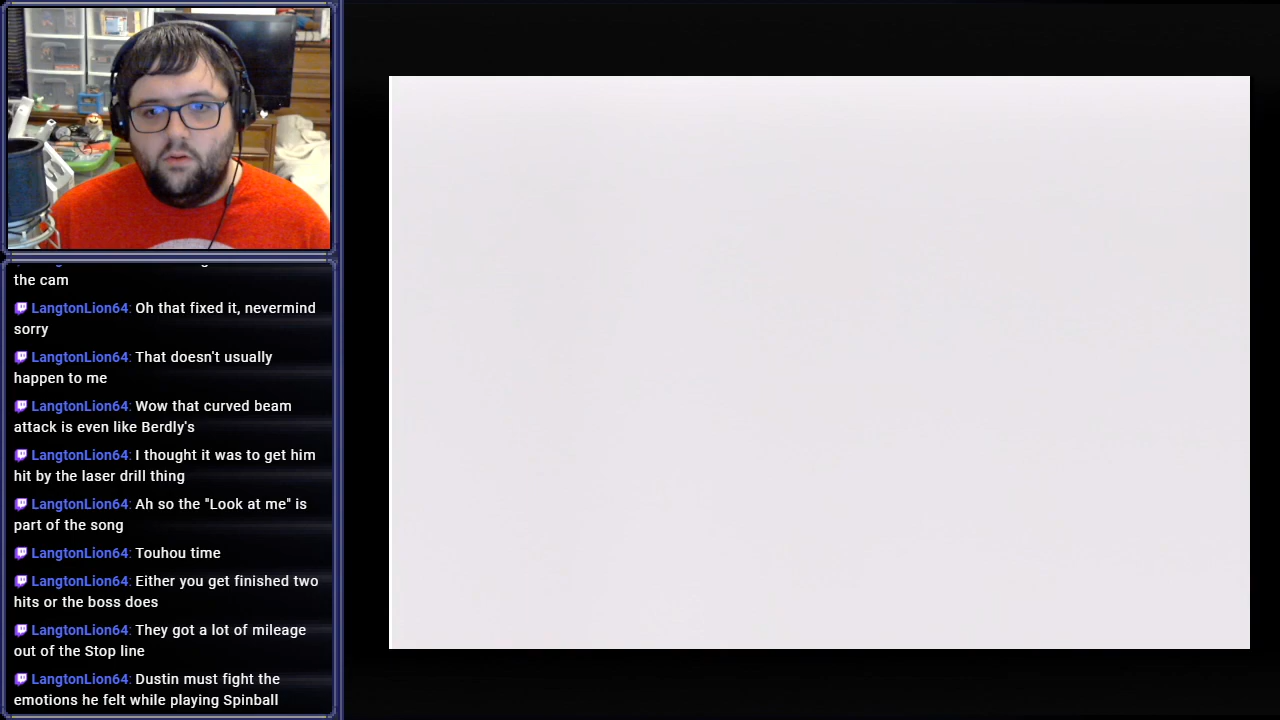 the cam
LangtonLion64: Oh that fixed it, nevermind
sorry
LangtonLion64: That doesn't usually
happen to me
LangtonLion64: Wow that curved beam
attack is even like Berdly's
LangtonLion64: I thought it was to get him
hit by the laser drill thing
LangtonLion64: Ah so the "Look at me" is
part of the song
LangtonLion64: Touhou time
LangtonLion64: Either you get finished two
hits or the boss does
LangtonLion64: They got a lot of mileage
out of the Stop line
LangtonLion64: Dustin must fight the
emotions he felt while playing Spinball